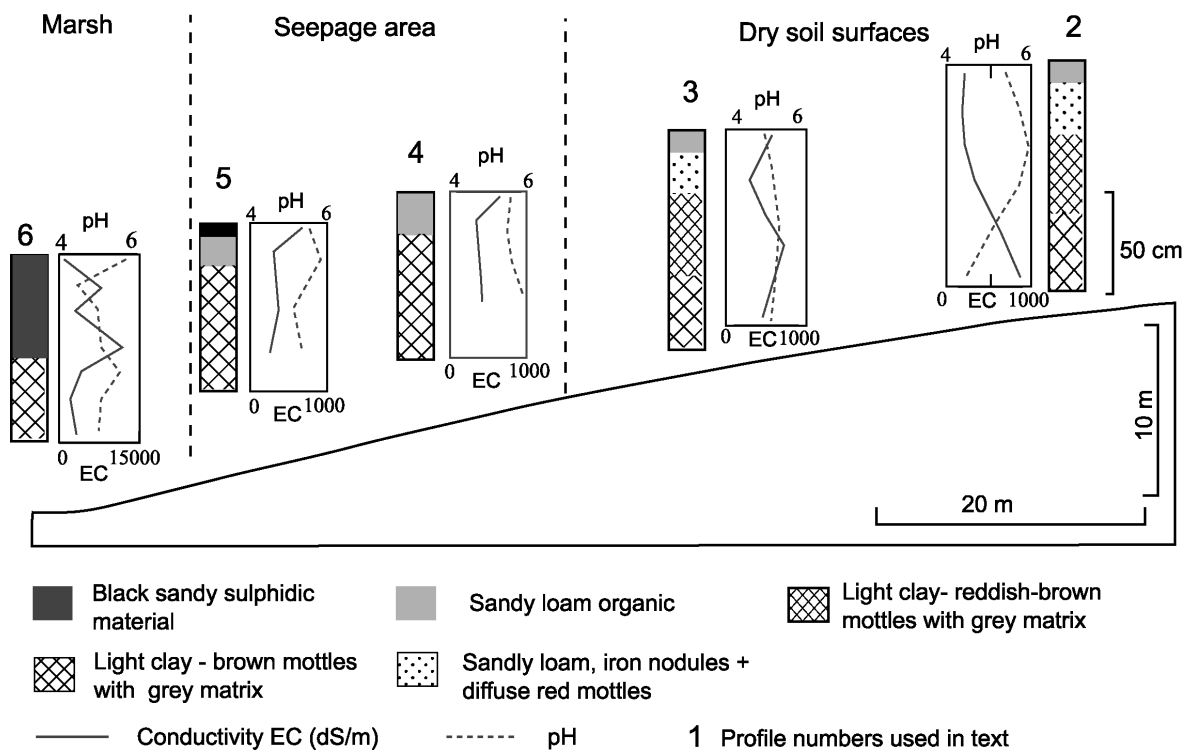 Marsh
Seepage area
Dry soil surfaces
2
pH
4 6
3
pH
4 6
4
pH
4 6
5
pH
4 6
6
pH
4 6
50 cm
0 EC 1000
0 EC 1000
0 1000
EC
0 EC 1000
0 15000
EC
10 m
20 m
Black sandy sulphidic
material
Sandy loam organic
Light clay- reddish-brown
mottles with grey matrix
Light clay - brown mottles
with grey matrix
Sandly loam, iron nodules +
diffuse red mottles
Conductivity EC (dS/m)
pH
1 Profile numbers used in text